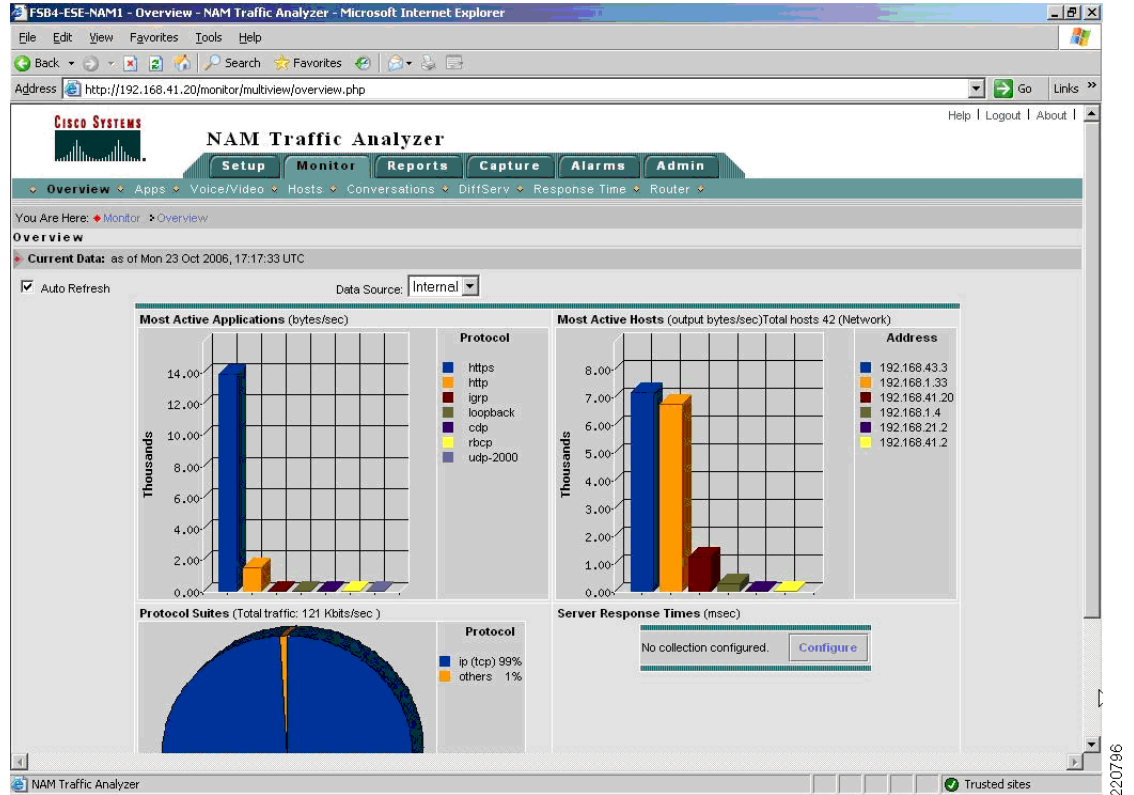 FSB4-ESE-NAM1 - Overview - NAM Traffic Analyzer - Microsoft Internet Explorer
File Edit View Favorites Tools Help
Back Search Favorites
Address http://192.168.41.20/monitor/multiview/overview.php Go Links »
Help | Logout | About |
CISCO SYSTEMS
NAM Traffic Analyzer
Setup Monitor Reports Capture Alarms Admin
Overview Apps Voice/Video Hosts Conversations DiffServ Response Time Router
You Are Here: Monitor > Overview
Overview
Current Data: as of Mon 23 Oct 2006, 17:17:33 UTC
Auto Refresh
Data Source: Internal
Most Active Applications (bytes/sec)
Thousands
14.00
12.00
10.00
8.00
6.00
4.00
2.00
0.00
Protocol
https
http
igrp
loopback
cdp
rbcp
udp-2000
Most Active Hosts (output bytes/sec)Total hosts 42 (Network)
Thousands
8.00
7.00
6.00
5.00
4.00
3.00
2.00
1.00
0.00
Address
192.168.43.3
192.168.1.33
192.168.41.20
192.168.1.4
192.168.21.2
192.168.41.2
Protocol Suites (Total traffic: 121 Kbits/sec )
Protocol
ip (tcp) 99%
others 1%
Server Response Times (msec)
No collection configured. Configure
NAM Traffic Analyzer
Trusted sites
220796